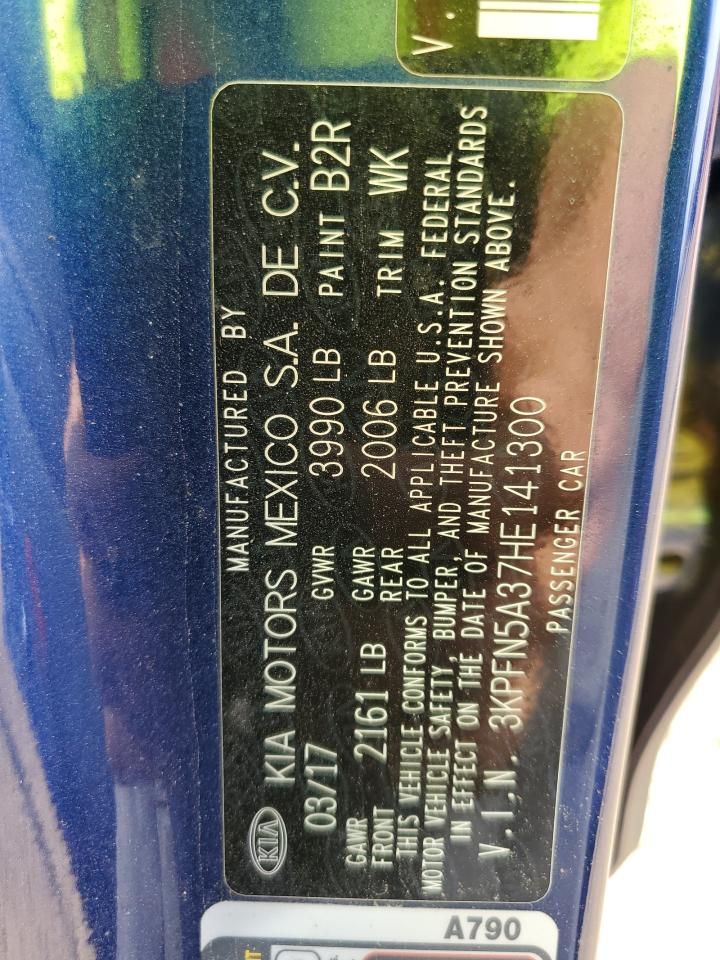 V.
MANUFACTURED BY
KIA KIA MOTORS MEXICO S.A. DE C.V.
03/17 GVWR 3990 LB PAINT B2R
GAWR FRONT 2161 LB GAWR REAR 2006 LB TRIM WK
THIS VEHICLE CONFORMS TO ALL APPLICABLE U.S.A. FEDERAL
MOTOR VEHICLE SAFETY, BUMPER, AND THEFT PREVENTION STANDARDS
IN EFFECT ON THE DATE OF MANUFACTURE SHOWN ABOVE.
V.I.N. 3KPFN5A37HE141300
PASSENGER CAR
A790